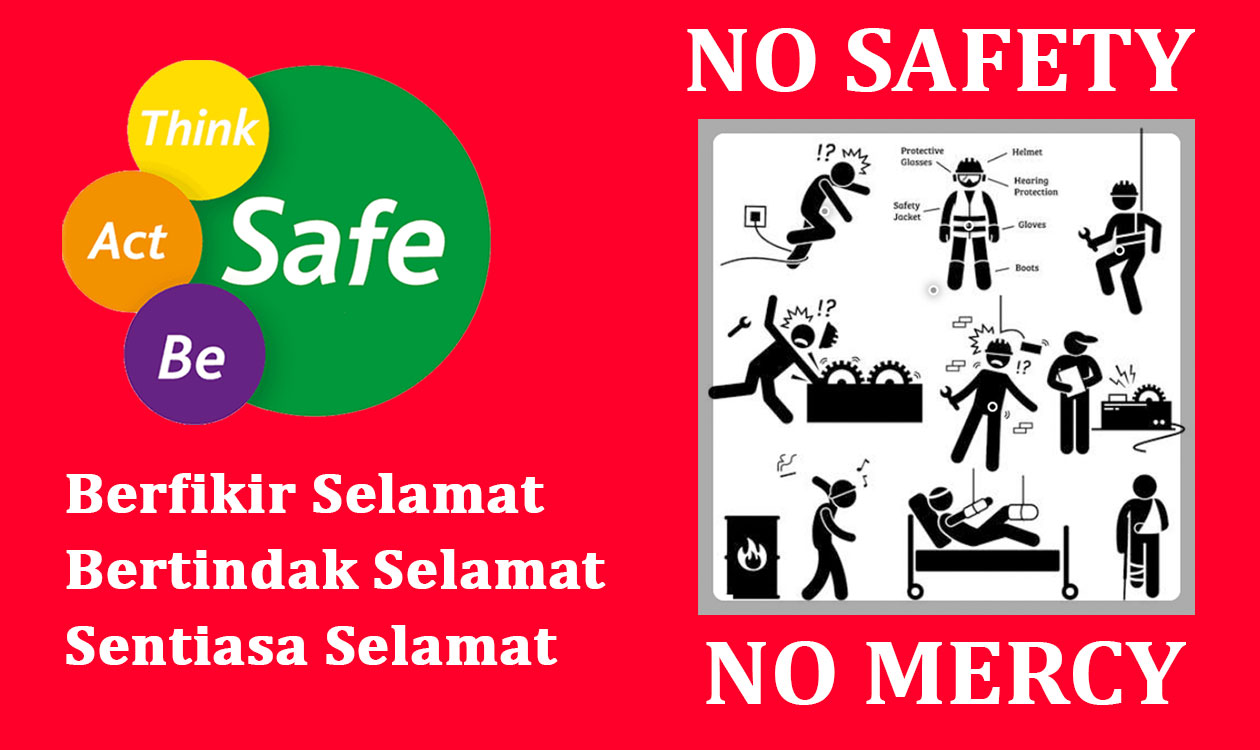 Think
Act
Be
Safe
Berfikir Selamat
Bertindak Selamat
Sentiasa Selamat
NO SAFETY
!?
Protective
Glasses
Helmet
Hearing
Protection
Safety
Jacket
Gloves
Boots
!?
!?
NO MERCY